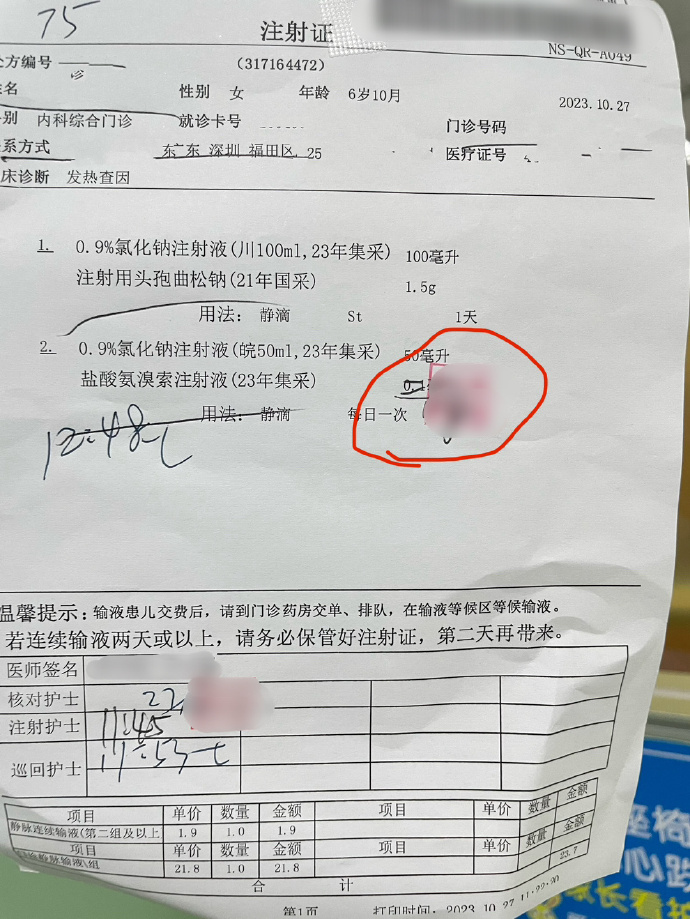 75
注射证
NS-QR-A049
处方编号 (317164472)
诊
姓名 性别 女 年龄 6岁10月 2023.10.27
别 内科综合门诊 就诊卡号 门诊号码
系方式 东 深圳 福田区 25 医疗证号
床诊断 发热查因
1. 0.9%氯化钠注射液(川100ml,23年集采) 100毫升
注射用头孢曲松钠(21年国采) 1.5g
用法: 静滴 St 1天
2. 0.9%氯化钠注射液(皖50ml,23年集采) 50毫升
盐酸氨溴索注射液(23年集采)
用法: 静滴 每日一次
12:48
温馨提示: 输液患儿交费后, 请到门诊药房交单、排队, 在输液等候区等候输液。
若连续输液两天或以上, 请务必保管好注射证, 第二天再带来。
医师签名
核对护士
注射护士 11:45
巡回护士 11:53
项目 单价 数量 金额 项目 单价 数量 金额
静脉连续输液(第二组及以上 1.9 1.0 1.9
项目 单价 数量 金额 项目 单价 数量 金额
静脉输液\组 21.8 1.0 21.8
合 计 23.7
第1页 打印时间: 2023.10.27 11:22:20
座椅
心跌
长看